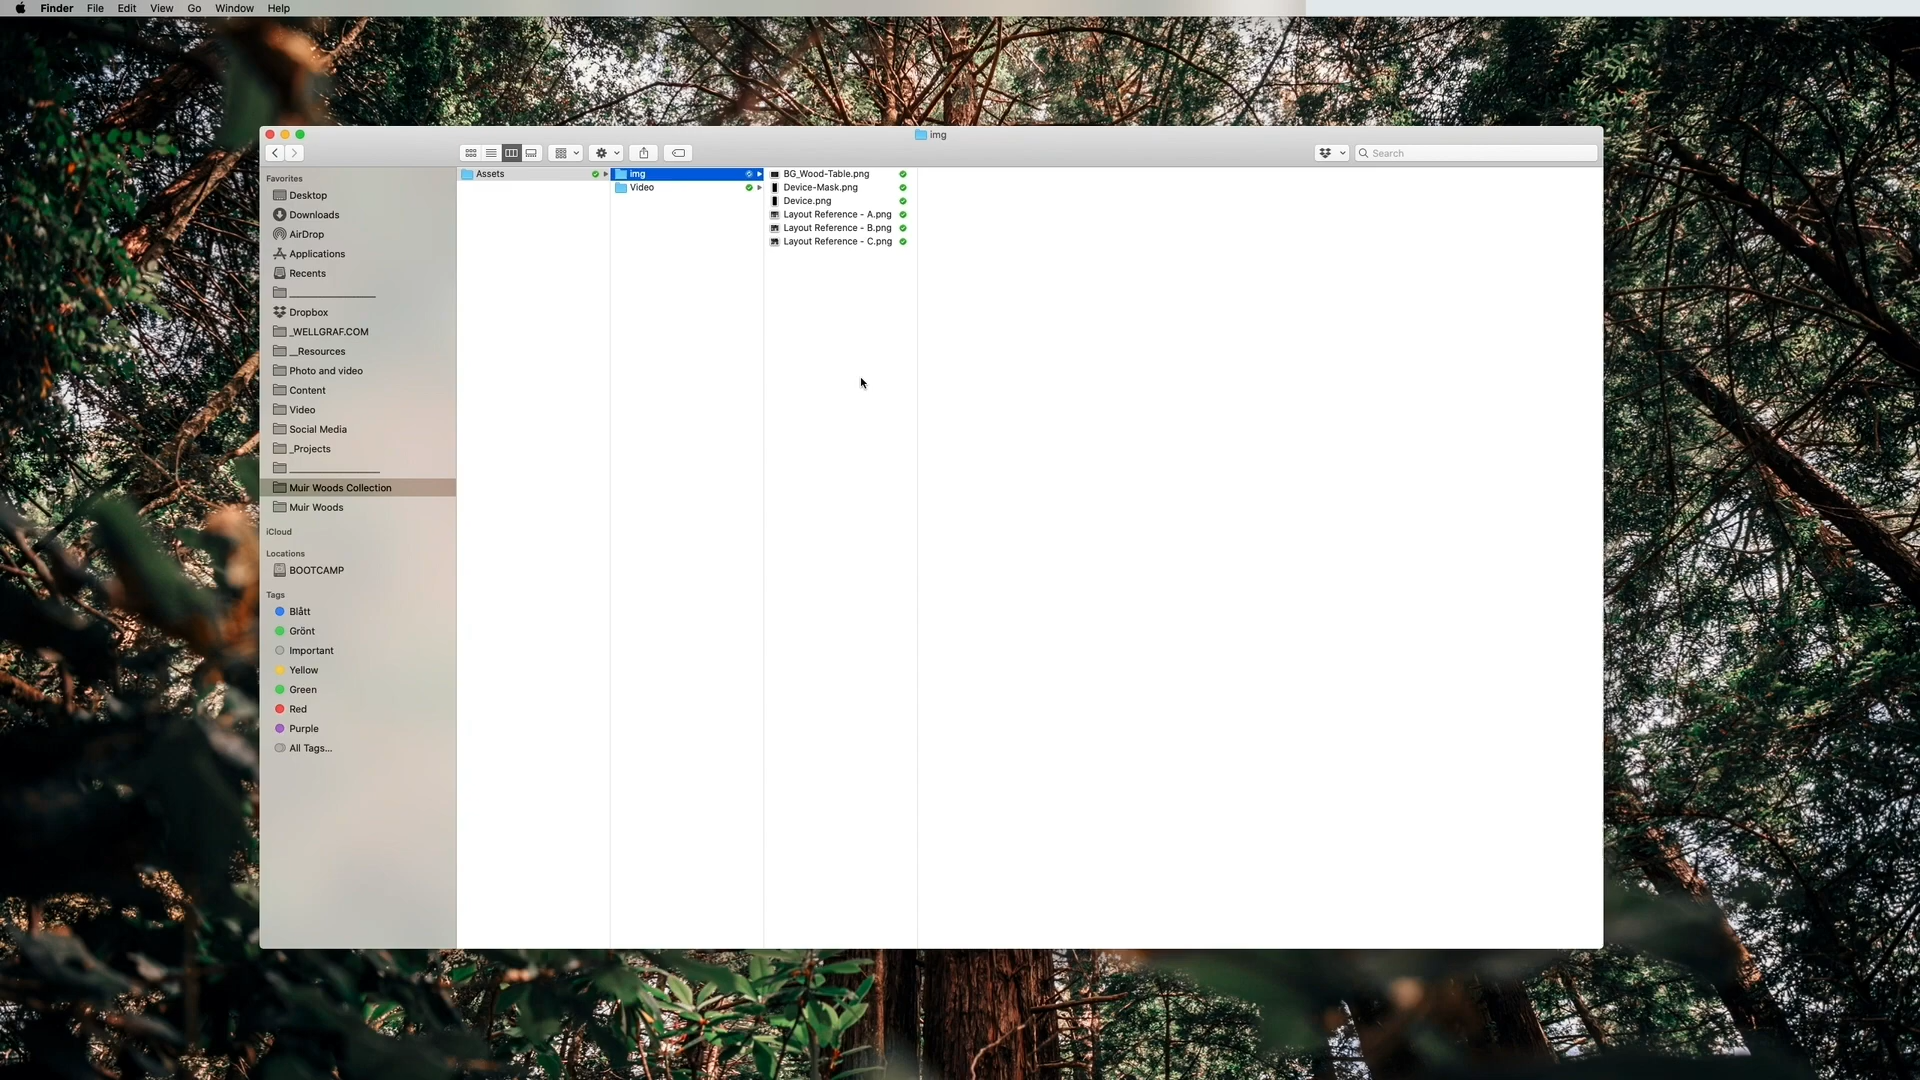 Finder File Edit View Go Window Help
img
Search
Favorites
Desktop
Downloads
AirDrop
Applications
Recents
____________________
Dropbox
_WELLGRAF.COM
__Resources
Photo and video
Content
Video
Social Media
_Projects
_____________________
Muir Woods Collection
Muir Woods
iCloud
Locations
BOOTCAMP
Tags
Blått
Grönt
Important
Yellow
Green
Red
Purple
All Tags...
Assets
img
Video
BG_Wood-Table.png
Device-Mask.png
Device.png
Layout Reference - A.png
Layout Reference - B.png
Layout Reference - C.png